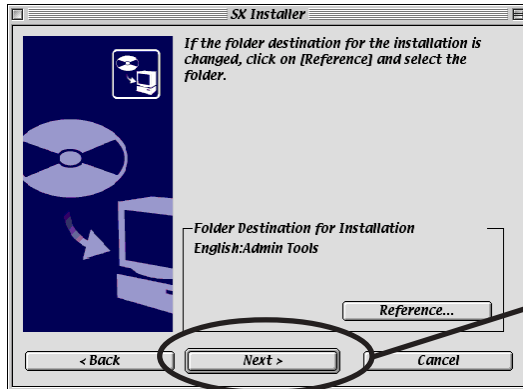 SX Installer
If the folder destination for the installation is
changed, click on [Reference] and select the
folder.
Folder Destination for Installation
English:Admin Tools
Reference...
< Back
Next >
Cancel